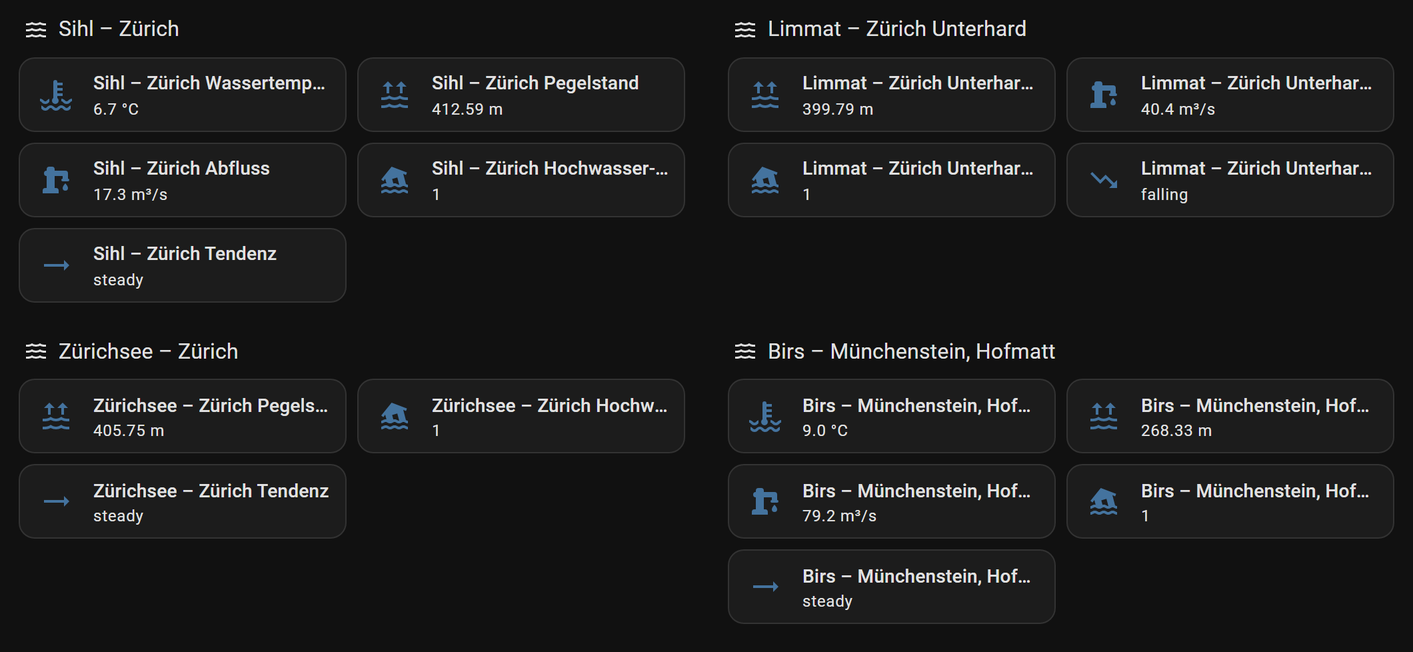 Sihl – Zürich
Sihl – Zürich Wassertemp...
6.7 °C
Sihl – Zürich Pegelstand
412.59 m
Sihl – Zürich Abfluss
17.3 m³/s
Sihl – Zürich Hochwasser-...
1
Sihl – Zürich Tendenz
steady
Limmat – Zürich Unterhard
Limmat – Zürich Unterhar...
399.79 m
Limmat – Zürich Unterhar...
40.4 m³/s
Limmat – Zürich Unterhar...
1
Limmat – Zürich Unterhar...
falling
Zürichsee – Zürich
Zürichsee – Zürich Pegels...
405.75 m
Zürichsee – Zürich Hochw...
1
Zürichsee – Zürich Tendenz
steady
Birs – Münchenstein, Hofmatt
Birs – Münchenstein, Hof...
9.0 °C
Birs – Münchenstein, Hof...
268.33 m
Birs – Münchenstein, Hof...
79.2 m³/s
Birs – Münchenstein, Hof...
1
Birs – Münchenstein, Hof...
steady